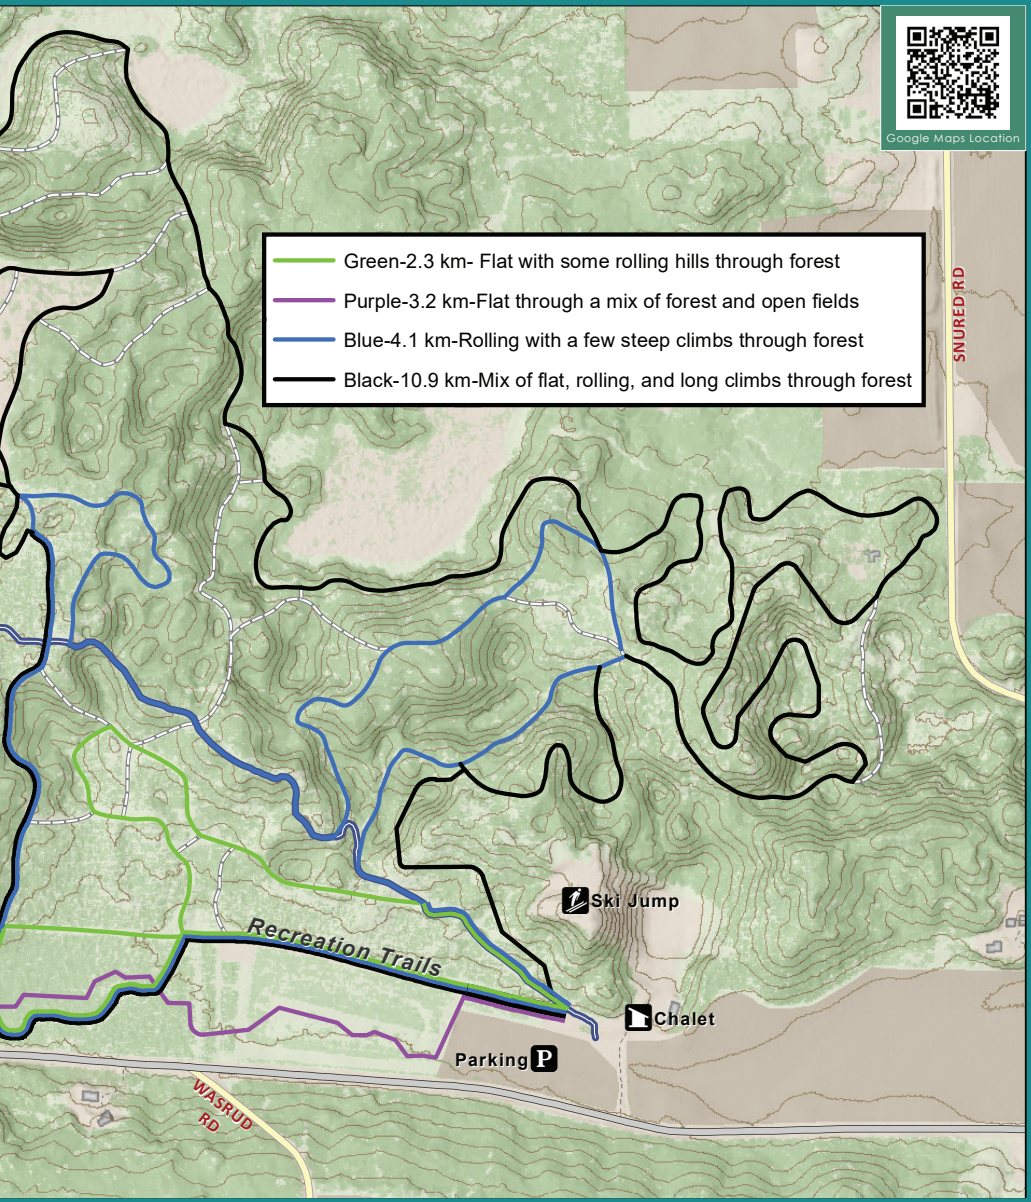 Google Maps Location
Green-2.3 km- Flat with some rolling hills through forest
Purple-3.2 km-Flat through a mix of forest and open fields
Blue-4.1 km-Rolling with a few steep climbs through forest
Black-10.9 km-Mix of flat, rolling, and long climbs through forest
SNURED RD
Ski Jump
Recreation Trails
Chalet
Parking P
WASRUD
RD